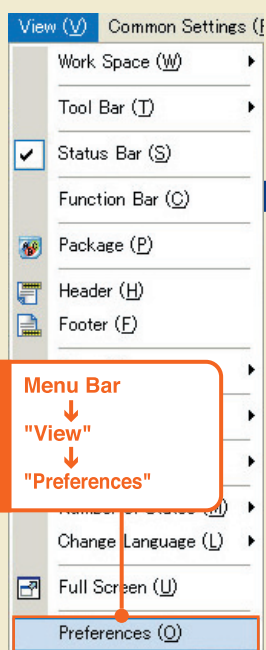 View (V) Common Settings (
Work Space (W)
Tool Bar (T)
Status Bar (S)
Function Bar (C)
Package (P)
Header (H)
Footer (F)
Menu Bar
"View"
"Preferences"
Change Language (L)
Full Screen (U)
Preferences (O)